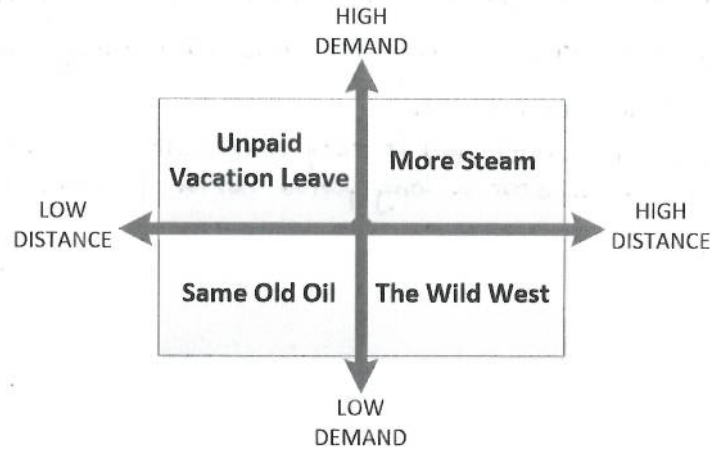 HIGH
DEMAND
Unpaid
Vacation Leave
More Steam
LOW
DISTANCE
HIGH
DISTANCE
Same Old Oil
The Wild West
LOW
DEMAND